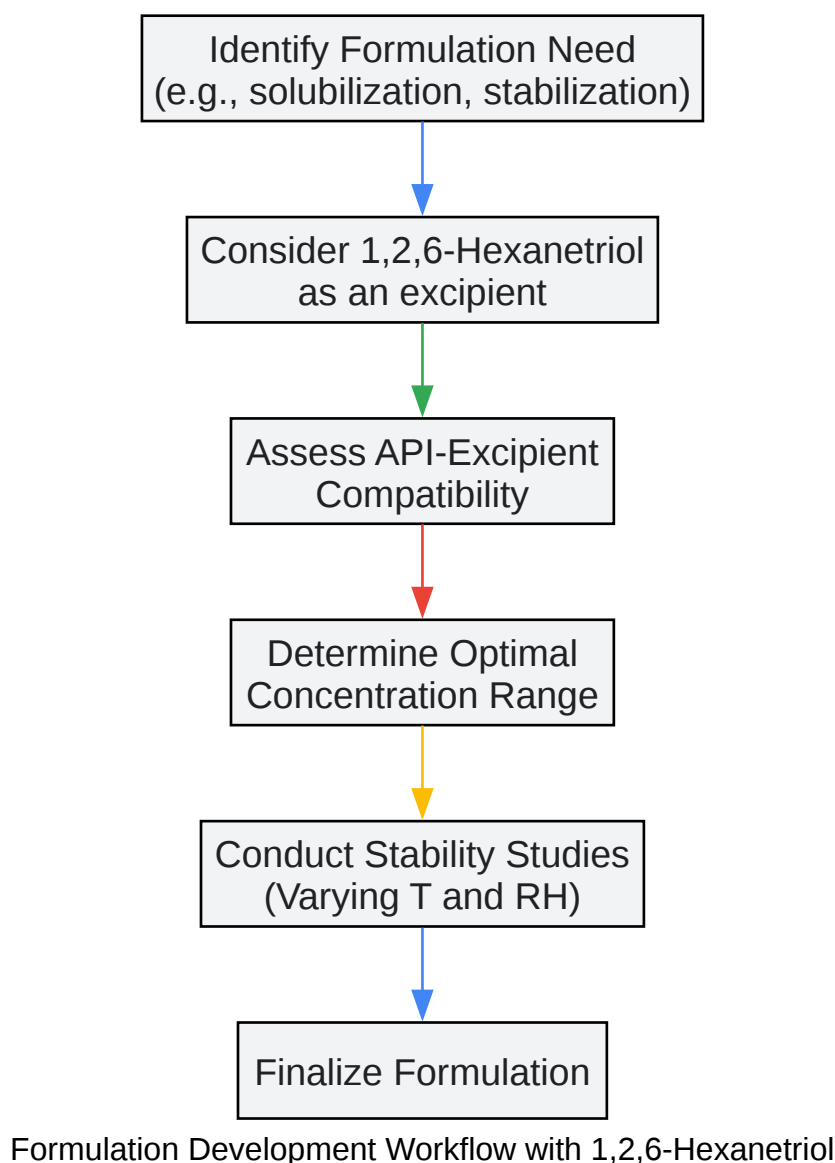 Identify Formulation Need
(e.g., solubilization, stabilization)
Consider 1,2,6-Hexanetriol
as an excipient
Assess API-Excipient
Compatibility
Determine Optimal
Concentration Range
Conduct Stability Studies
(Varying T and RH)
Finalize Formulation
Formulation Development Workflow with 1,2,6-Hexanetriol